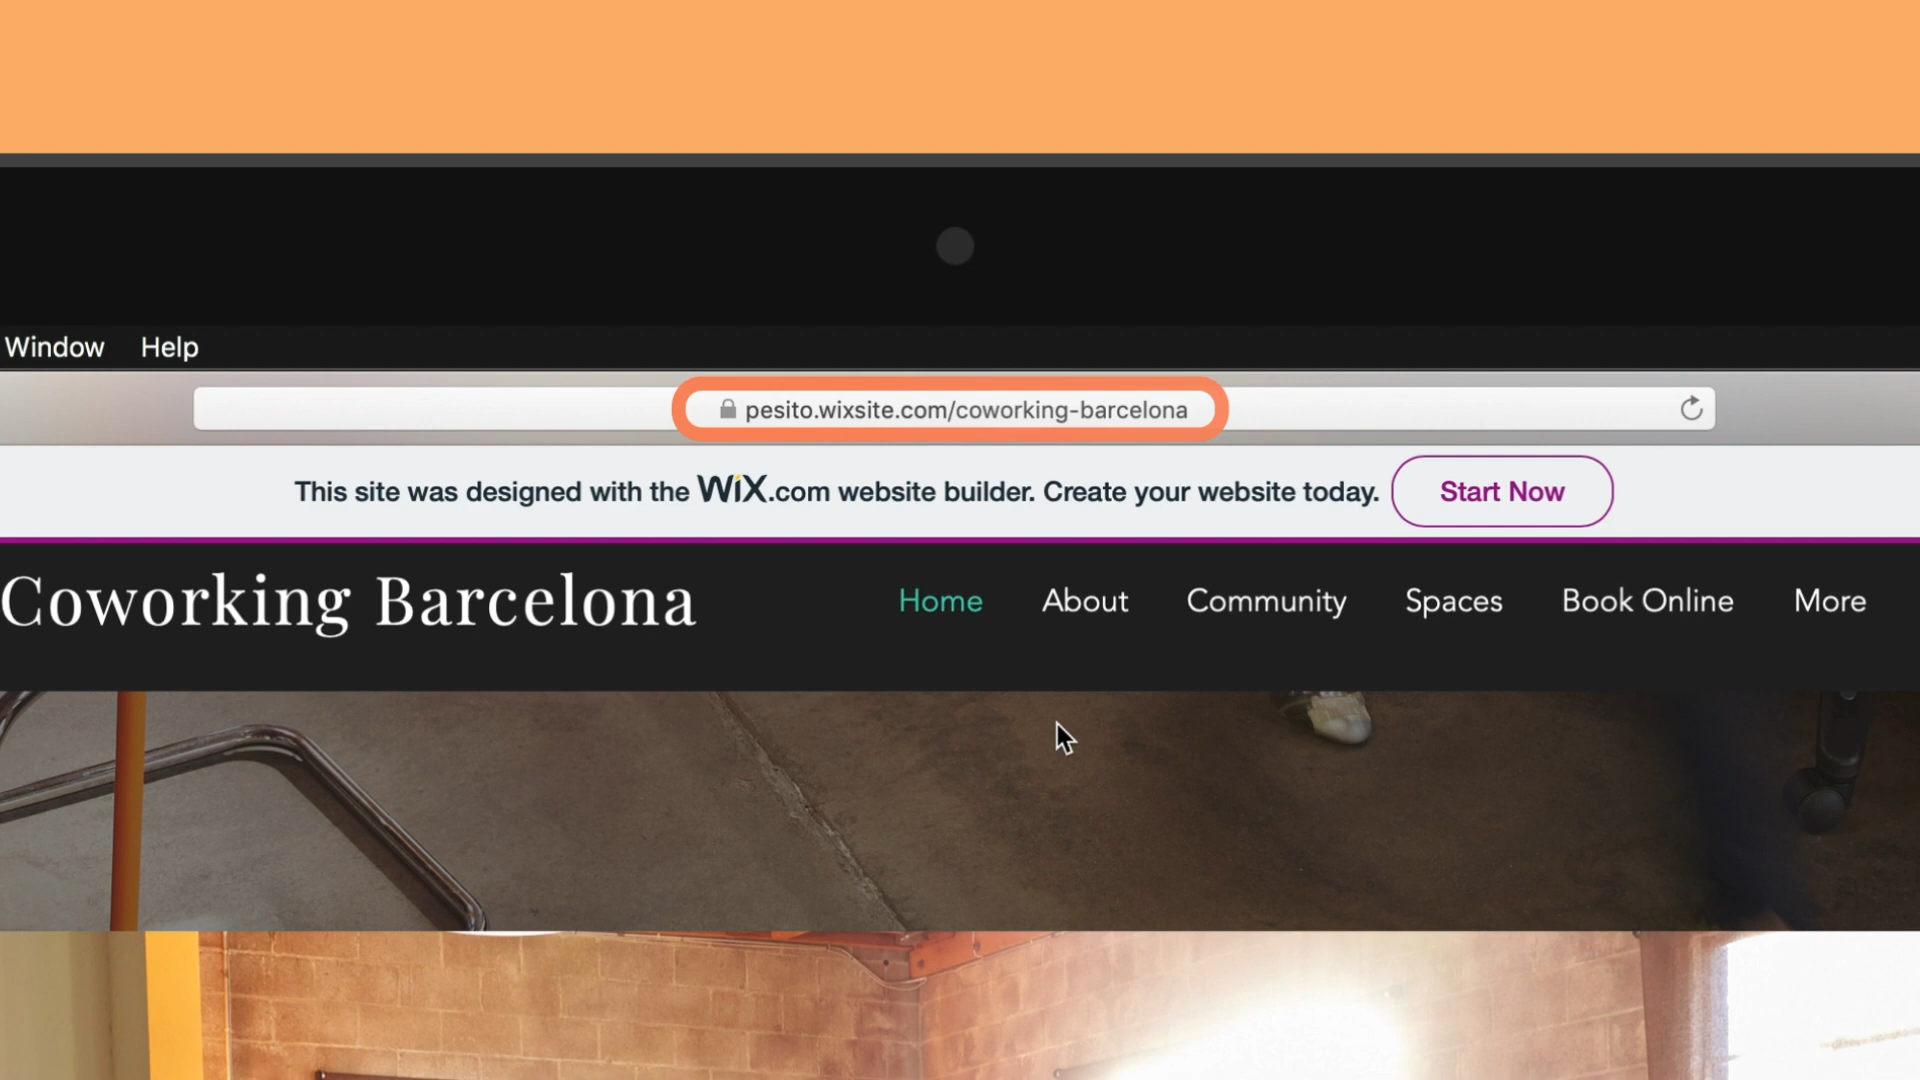 Window Help
pesito.wixsite.com/coworking-barcelona
This site was designed with the WiX.com website builder. Create your website today. Start Now
Coworking Barcelona Home About Community Spaces Book Online More